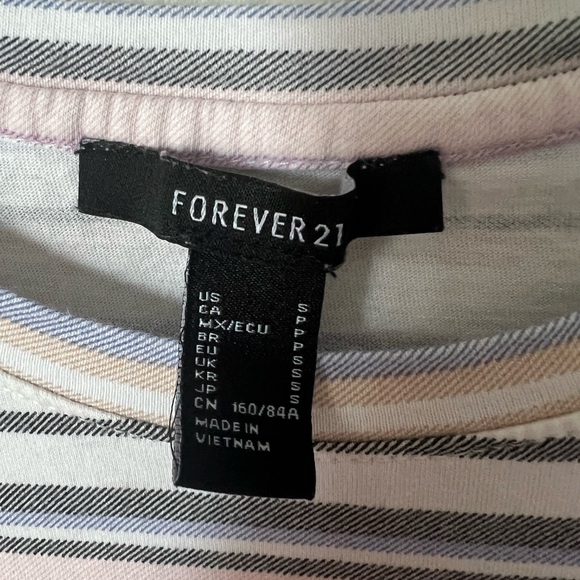 FOREVER 21
US S
CA P
MX/ECU P
BR P
EU S
UK S
KR S
JP S
CN 160/84A
MADE IN
VIETNAM